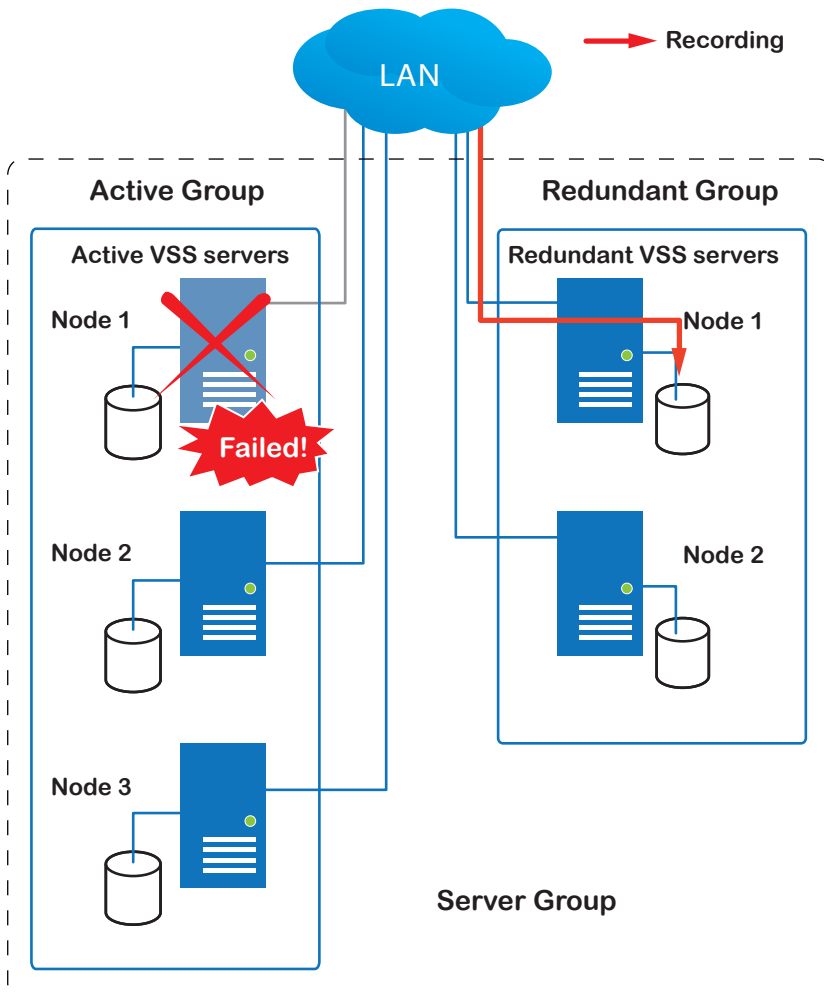 LAN
Recording
Active Group
Redundant Group
Active VSS servers
Redundant VSS servers
Node 1
Failed!
Node 2
Node 3
Node 1
Node 2
Server Group